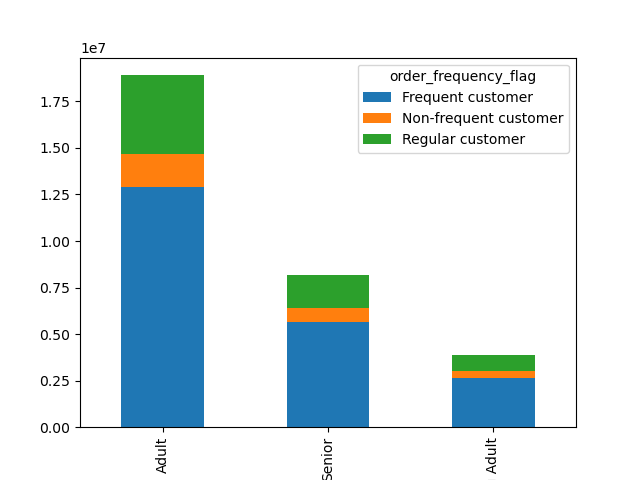 1e7
order_frequency_flag
Frequent customer
Non-frequent customer
Regular customer
1.75
1.50
1.25
1.00
0.75
0.50
0.25
0.00
Adult
Senior
Adult